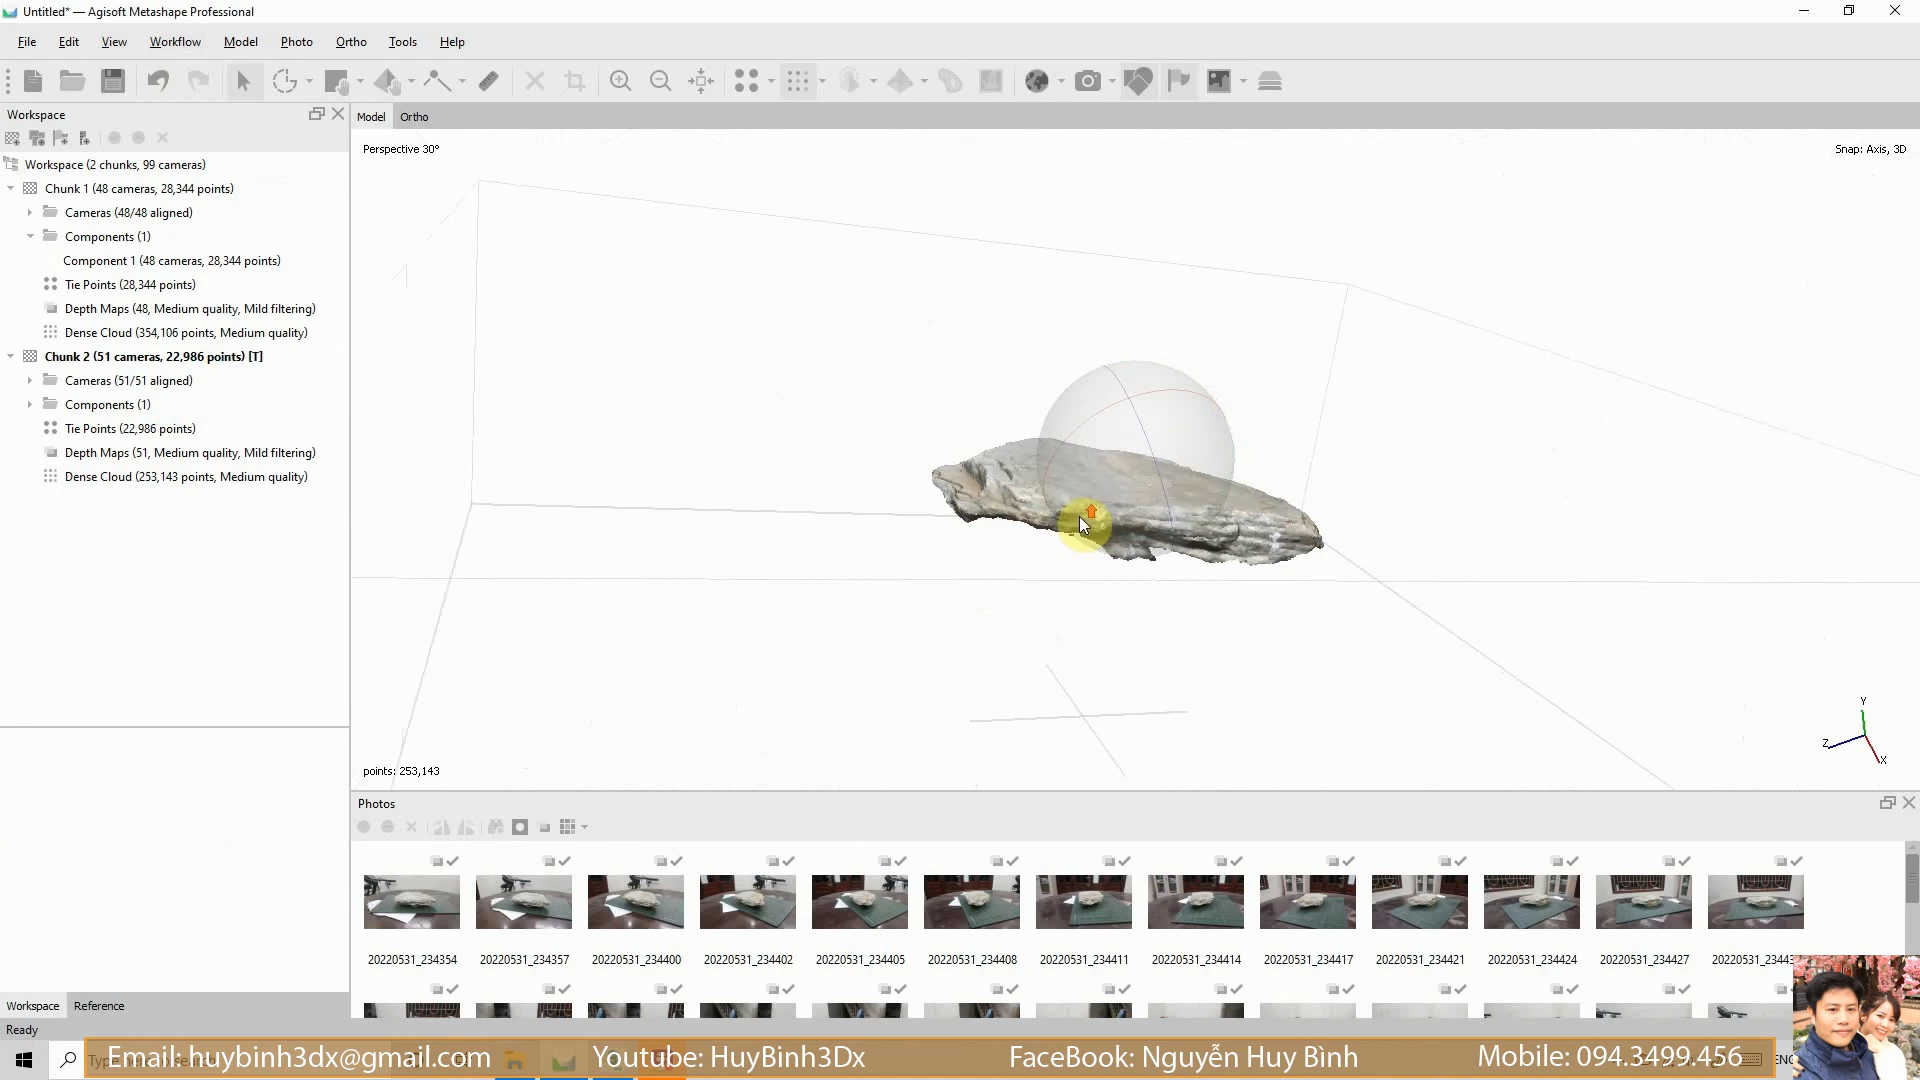 Untitled* — Agisoft Metashape Professional
File Edit View Workflow Model Photo Ortho Tools Help
Workspace
Model Ortho
Perspective 30°
Snap: Axis, 3D
Workspace (2 chunks, 99 cameras)
Chunk 1 (48 cameras, 28,344 points)
Cameras (48/48 aligned)
Components (1)
Component 1 (48 cameras, 28,344 points)
Tie Points (28,344 points)
Depth Maps (48, Medium quality, Mild filtering)
Dense Cloud (354,106 points, Medium quality)
Chunk 2 (51 cameras, 22,986 points) [T]
Cameras (51/51 aligned)
Components (1)
Tie Points (22,986 points)
Depth Maps (51, Medium quality, Mild filtering)
Dense Cloud (253,143 points, Medium quality)
Y
Z
X
points: 253,143
Photos
20220531_234354 20220531_234357 20220531_234400 20220531_234402 20220531_234405 20220531_234408 20220531_234411 20220531_234414 20220531_234417 20220531_234421 20220531_234424 20220531_234427
Workspace Reference
Ready
Email: huybinh3dx@gmail.com Youtube: HuyBinh3Dx FaceBook: Nguyễn Huy Bình Mobile: 094.3499.456